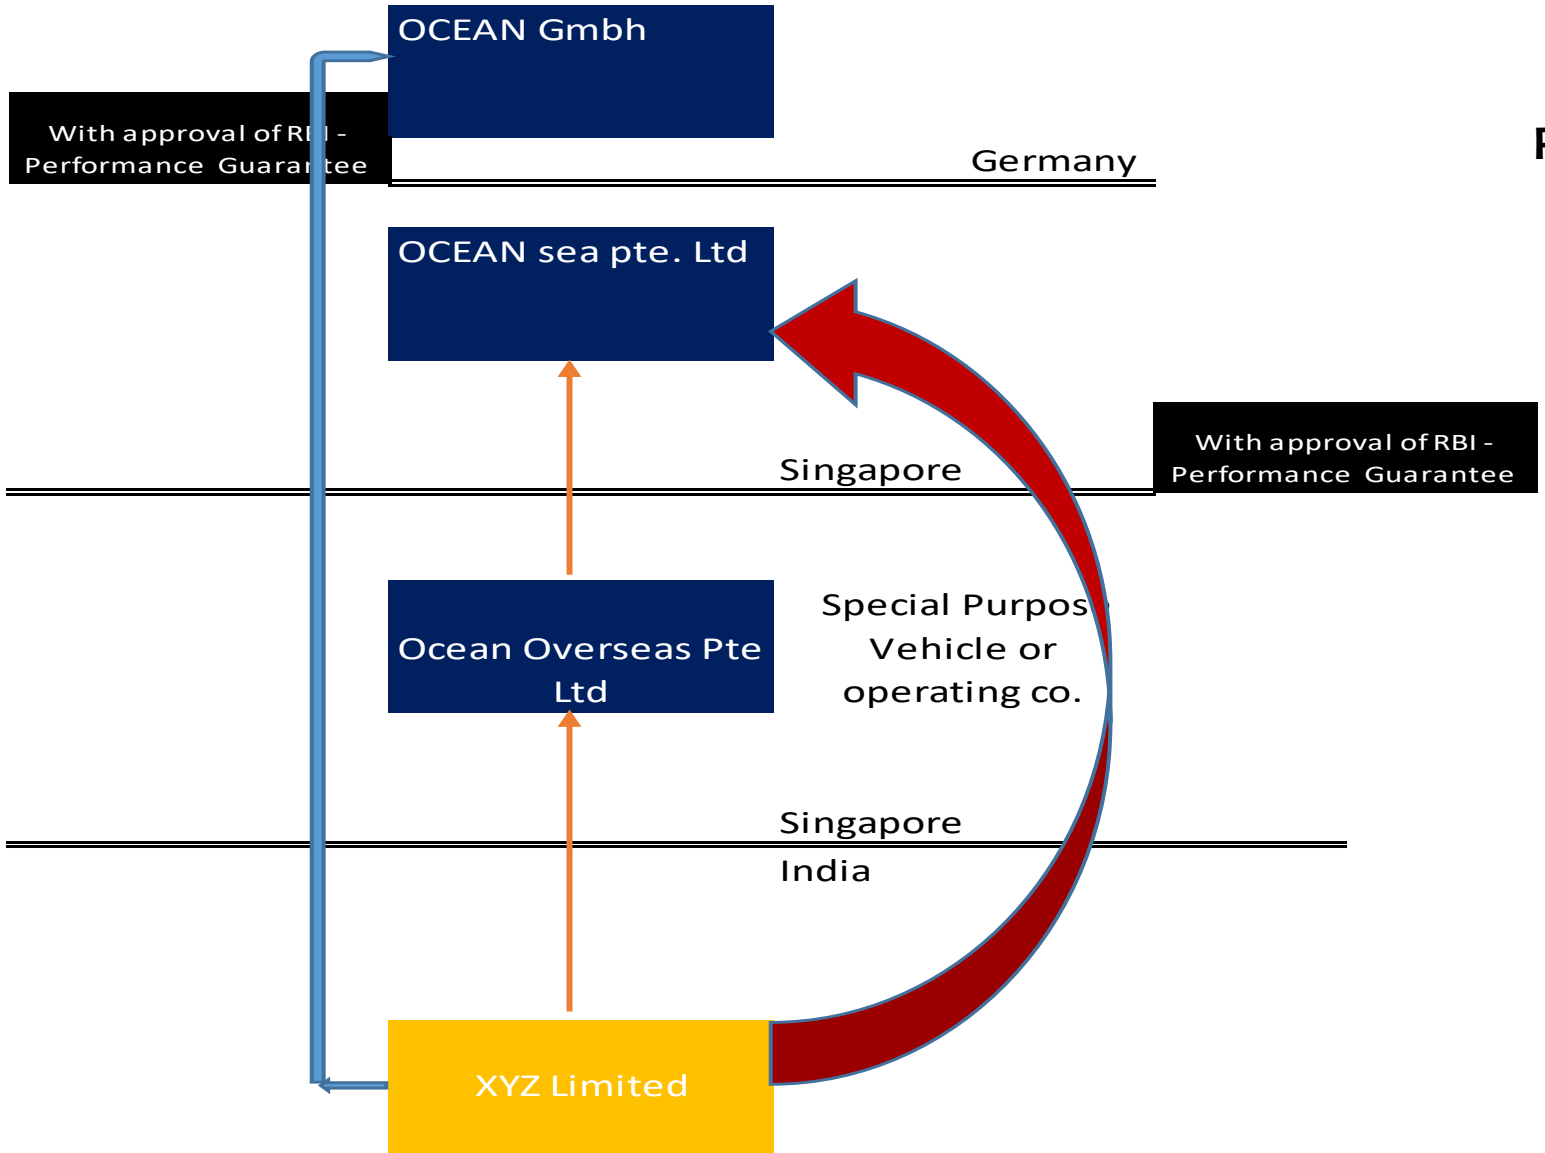 OCEAN Gmbh
With approval of RBI -
Performance Guarantee
Germany
OCEAN sea pte. Ltd
With approval of RBI -
Performance Guarantee
Singapore
Special Purpos
Vehicle or
operating co.
Ocean Overseas Pte
Ltd
Singapore
India
XYZ Limited